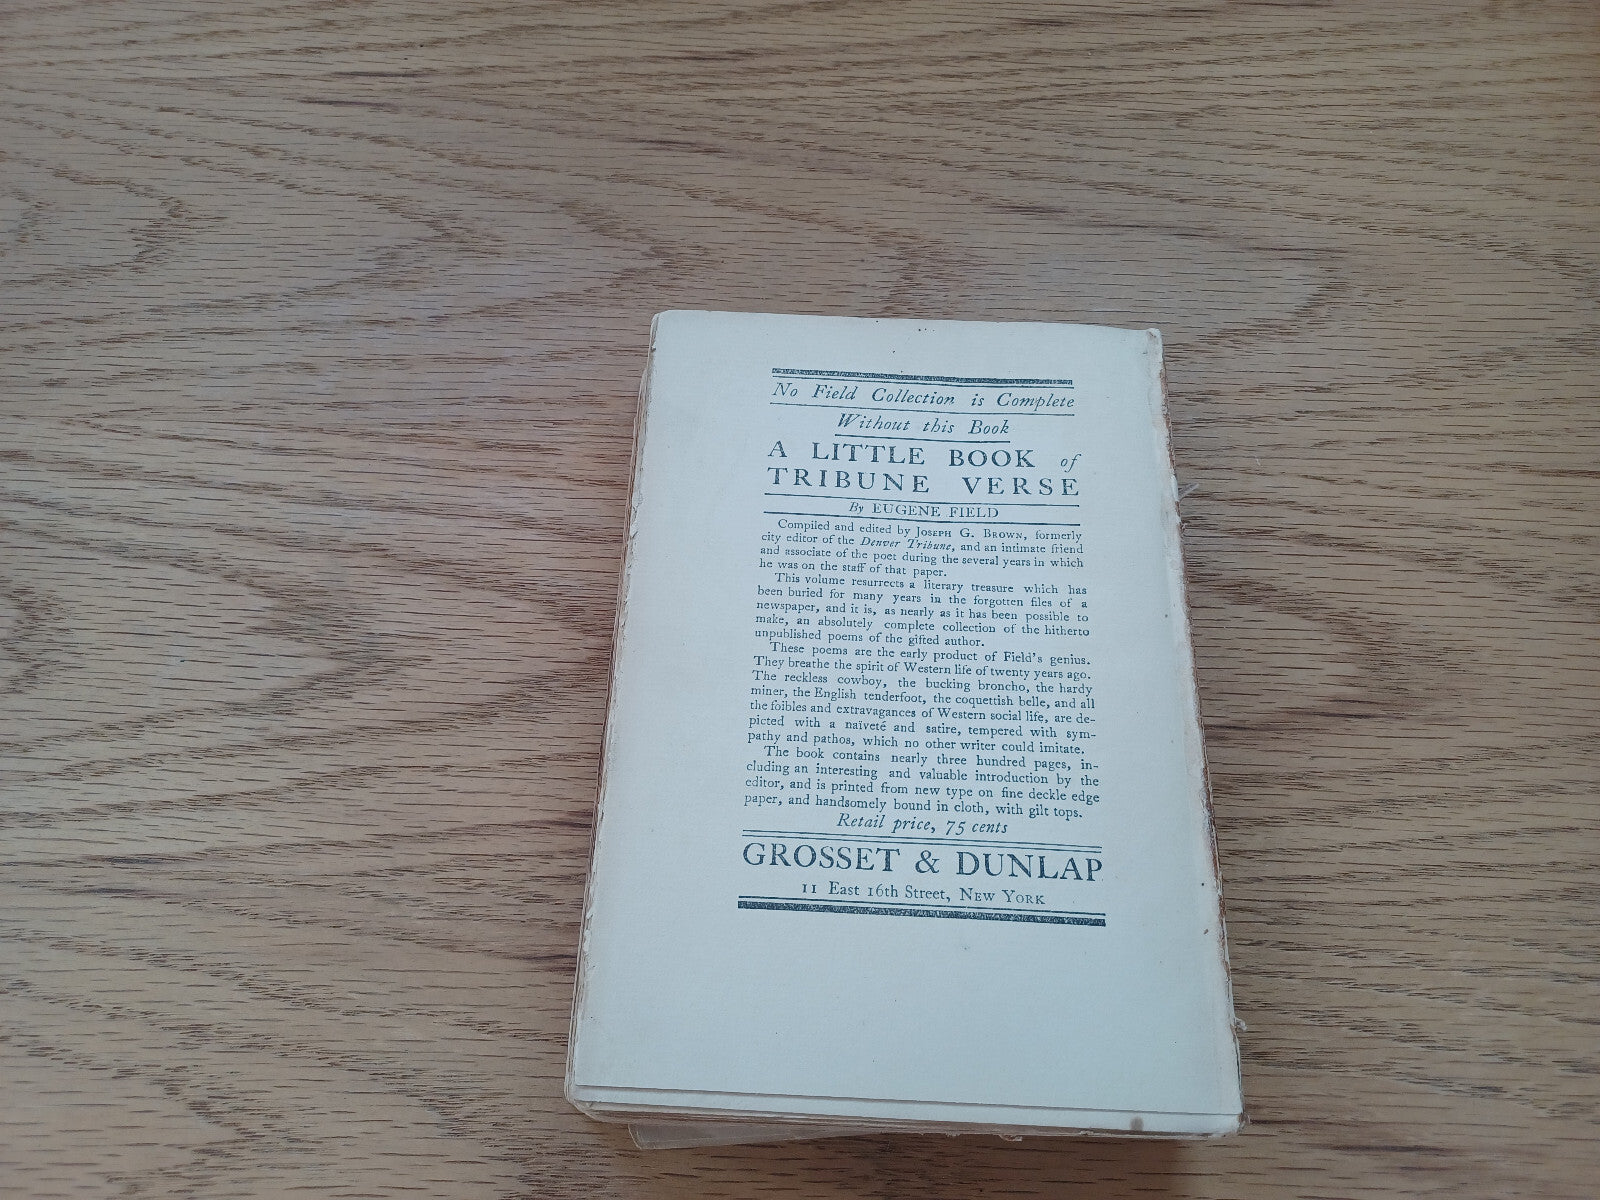 No Field Collection is Complete
Without this Book
A LITTLE BOOK of
TRIBUNE VERSE
By EUGENE FIELD
Compiled and edited by JOSEPH G. BROWN, formerly
city editor of the Denver Tribune, and an intimate friend
and associate of the poet during the several years in which
he was on the staff of that paper.
This volume resurrects a literary treasure which has
been buried for many years in the forgotten files of a
newspaper, and it is, as nearly as it has been possible to
make, an absolutely complete collection of the hitherto
unpublished poems of the gifted author.
These poems are the early product of Field's genius.
They breathe the spirit of Western life of twenty years ago.
The reckless cowboy, the bucking broncho, the hardy
miner, the English tenderfoot, the coquettish belle, and all
the foibles and extravagances of Western social life, are de-
picted with a naïveté and satire, tempered with sym-
pathy and pathos, which no other writer could imitate.
The book contains nearly three hundred pages, in-
cluding an interesting and valuable introduction by the
editor, and is printed from new type on fine deckle edge
paper, and handsomely bound in cloth, with gilt tops.
Retail price, 75 cents
GROSSET & DUNLAP
11 East 16th Street, NEW YORK